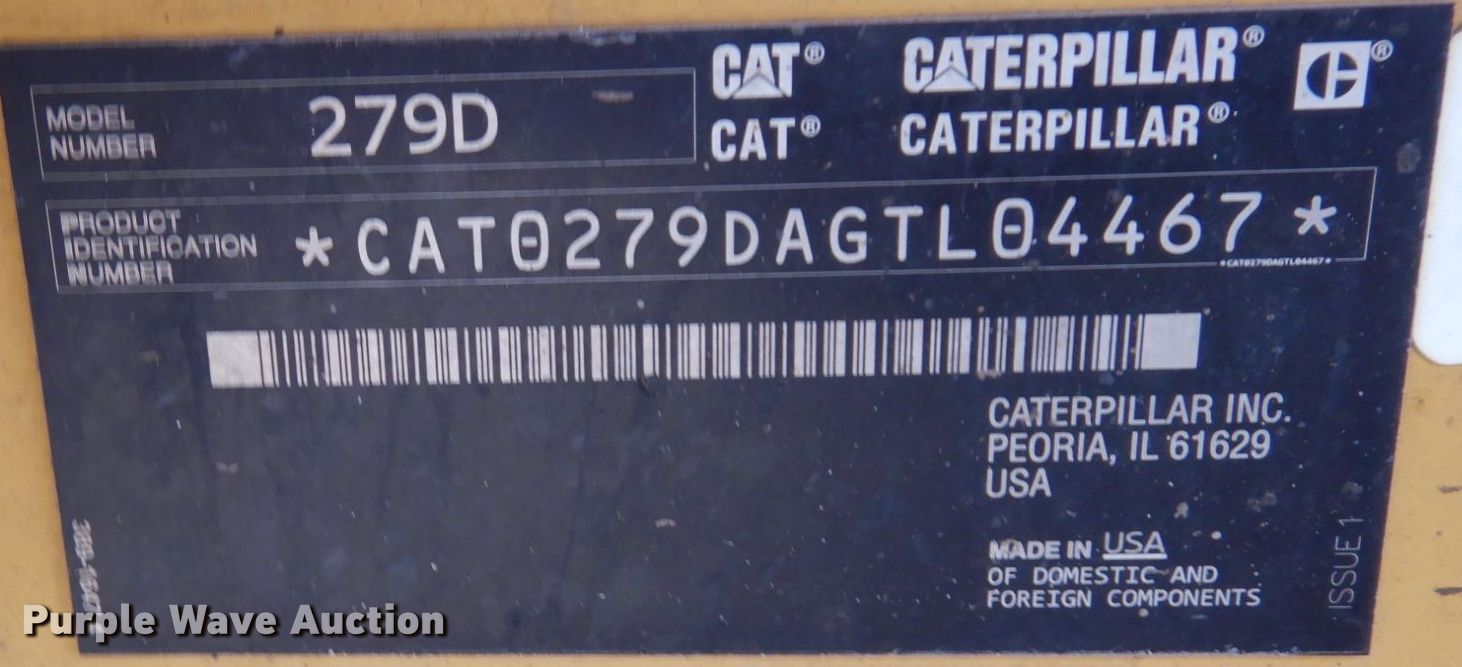 MODEL
NUMBER
279D
CAT® CATERPILLAR®
CAT® CATERPILLAR®
PRODUCT
IDENTIFICATION
NUMBER
*CAT0279DAGTL04467*
*CAT0279DAGTL04467*
CATERPILLAR INC.
PEORIA, IL 61629
USA
MADE IN USA
OF DOMESTIC AND
FOREIGN COMPONENTS
ISSUE 1
Purple Wave Auction